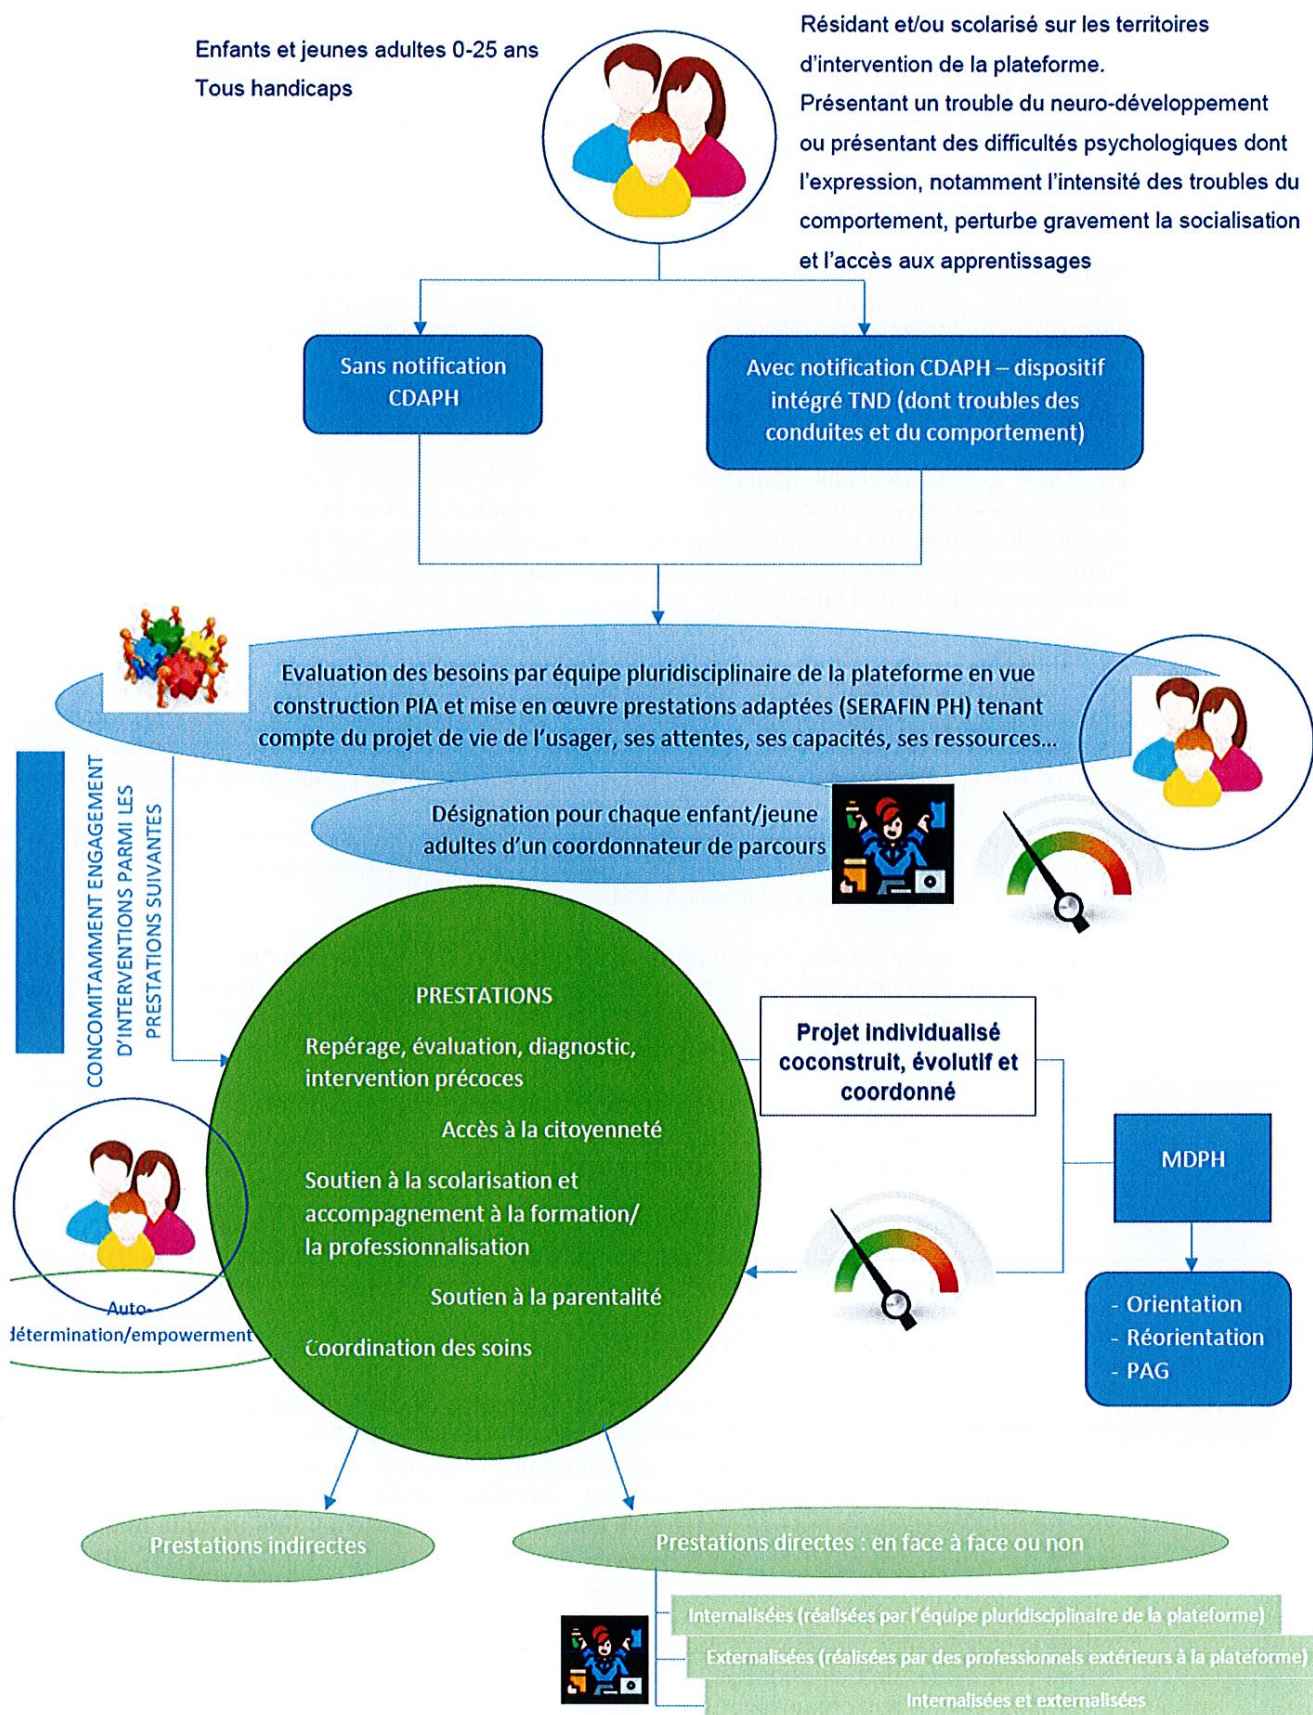 Enfants et jeunes adultes 0-25 ans
Tous handicaps
Résidant et/ou scolarisé sur les territoires
d'intervention de la plateforme.
Présentant un trouble du neuro-développement
ou présentant des difficultés psychologiques dont
l'expression, notamment l'intensité des troubles du
comportement, perturbe gravement la socialisation
et l'accès aux apprentissages
Sans notification
CDAPH
Avec notification CDAPH – dispositif
intégré TND (dont troubles des
conduites et du comportement)
Evaluation des besoins par équipe pluridisciplinaire de la plateforme en vue
construction PIA et mise en œuvre prestations adaptées (SERAFIN PH) tenant
compte du projet de vie de l'usager, ses attentes, ses capacités, ses ressources...
Désignation pour chaque enfant/jeune
adultes d'un coordonnateur de parcours
CONCOMITAMMENT ENGAGEMENT
D'INTERVENTIONS PARMI LES
PRESTATIONS SUIVANTES
PRESTATIONS
Repérage, évaluation, diagnostic,
intervention précoces
Accès à la citoyenneté
Soutien à la scolarisation et
accompagnement à la formation/
la professionnalisation
Soutien à la parentalité
Coordination des soins
Projet individualisé
coconstruit, évolutif et
coordonné
MDPH
- Orientation
- Réorientation
- PAG
Auto-
détermination/empowerment
Prestations indirectes
Prestations directes : en face à face ou non
Internalisées (réalisées par l'équipe pluridisciplinaire de la plateforme)
Externalisées (réalisées par des professionnels extérieurs à la plateforme)
Internalisées et externalisées